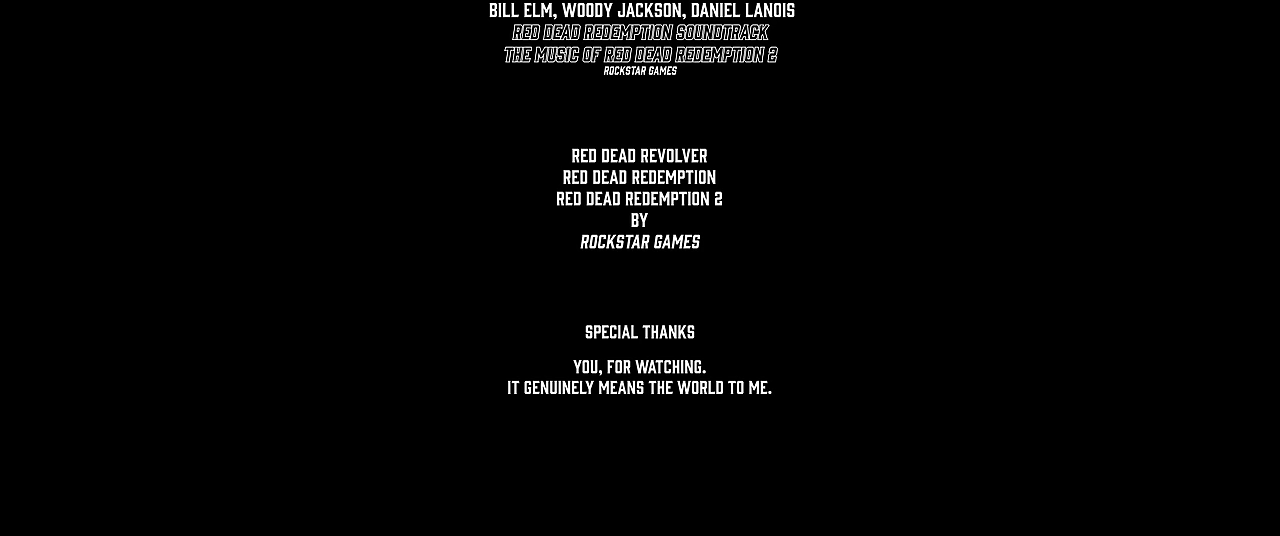 BILL ELM, WOODY JACKSON, DANIEL LANOIS
RED DEAD REDEMPTION SOUNDTRACK
THE MUSIC OF RED DEAD REDEMPTION 2
ROCKSTAR GAMES
RED DEAD REVOLVER
RED DEAD REDEMPTION
RED DEAD REDEMPTION 2
BY
ROCKSTAR GAMES
SPECIAL THANKS
YOU, FOR WATCHING.
IT GENUINELY MEANS THE WORLD TO ME.